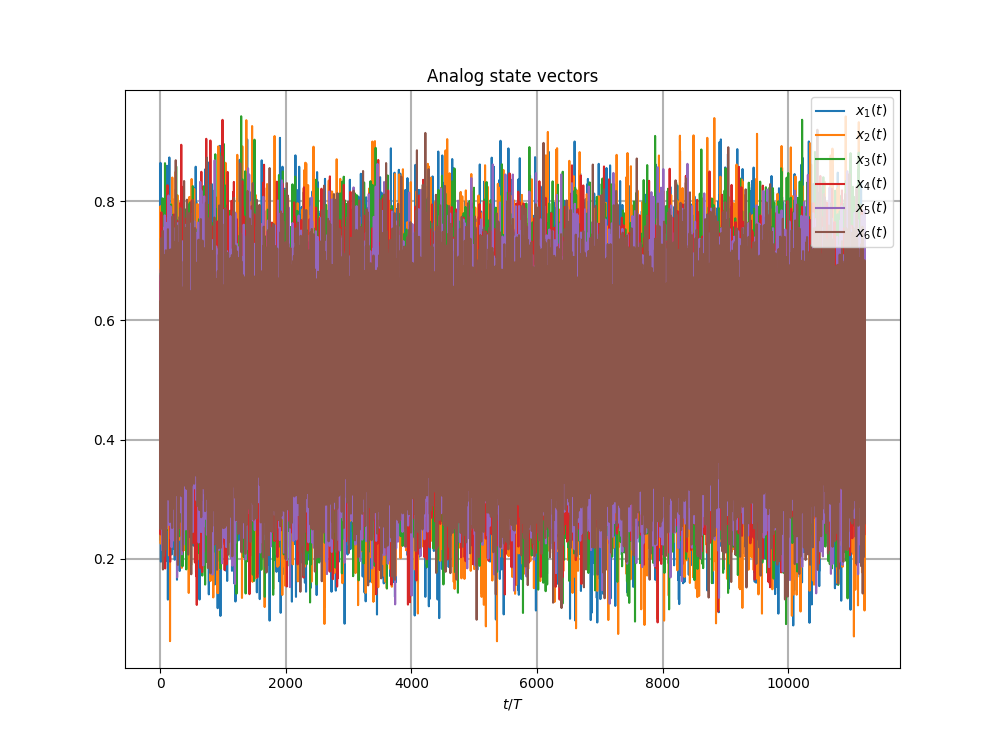 Analog state vectors
x₁(t)
x₂(t)
x₃(t)
x₄(t)
x₅(t)
x₆(t)
0.8
0.6
0.4
0.2
0 2000 4000 6000 8000 10000
t/T